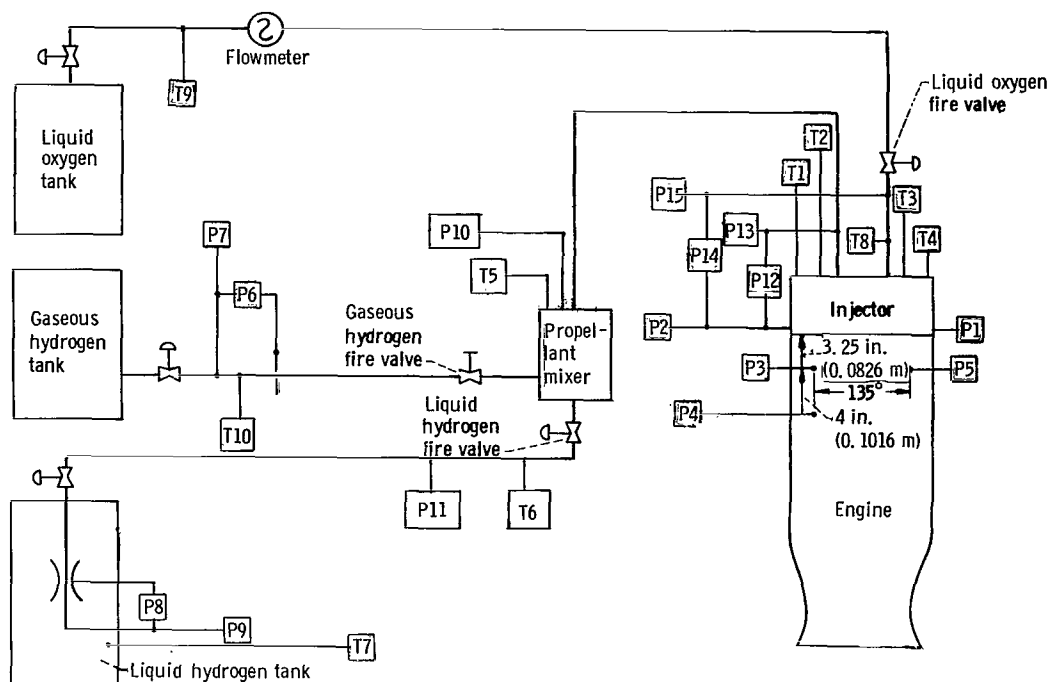 Flowmeter
T9
Liquid oxygen
fire valve
Liquid
oxygen
tank
T2
T1
P15
T3
P7
P10
P13
T8
T4
P14
P6
T5
P12
Gaseous
hydrogen
tank
Gaseous
hydrogen
fire valve
Propel-
lant
mixer
Injector
P2
P1
3.25 in.
(0.0826 m)
P3
P5
135°
P4
4 in.
(0.1016 m)
T10
Liquid
hydrogen
fire valve
P11
T6
Engine
P8
P9
T7
Liquid hydrogen tank